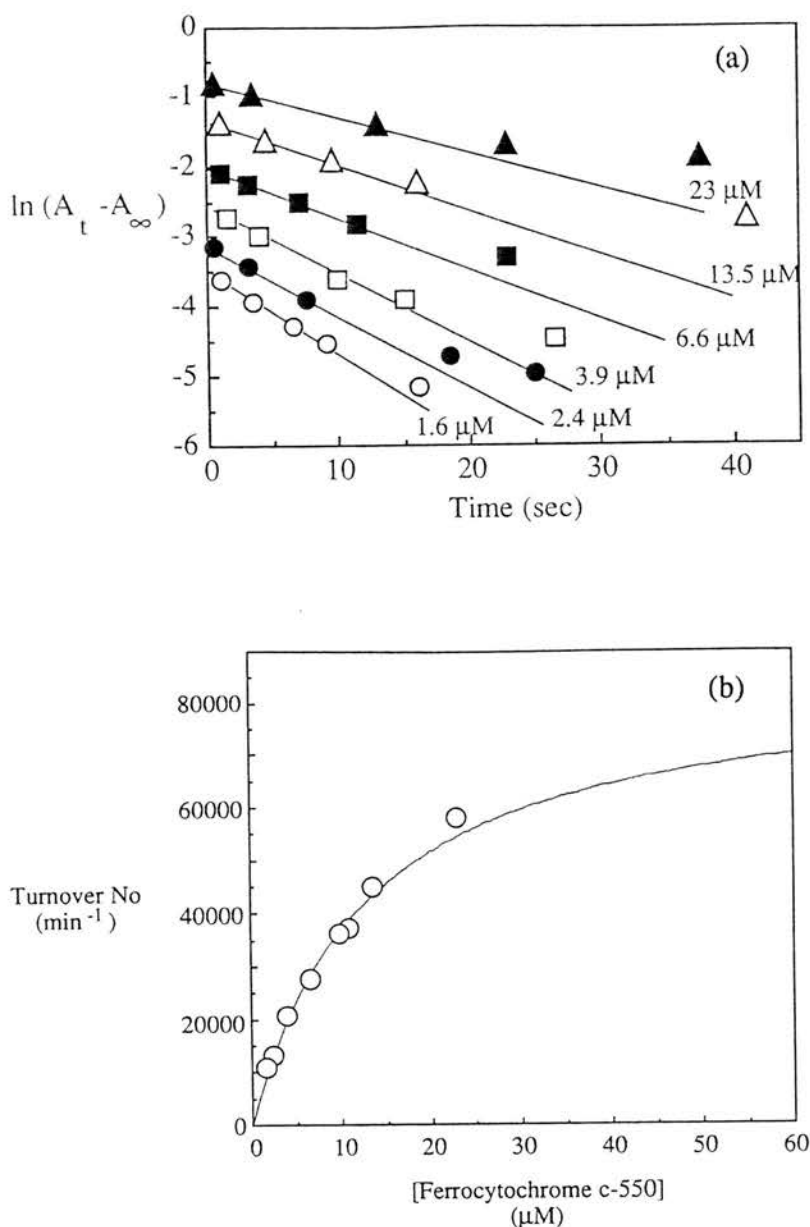 0
(a)
-1
-2
ln (A t - A ∞)
-3
-4
-5
-6
23 µM
13.5 µM
6.6 µM
3.9 µM
2.4 µM
1.6 µM
0 10 20 30 40
Time (sec)
(b)
80000
60000
Turnover No
(min -1)
40000
20000
0
0 10 20 30 40 50 60
[Ferrocytochrome c-550]
(µM)